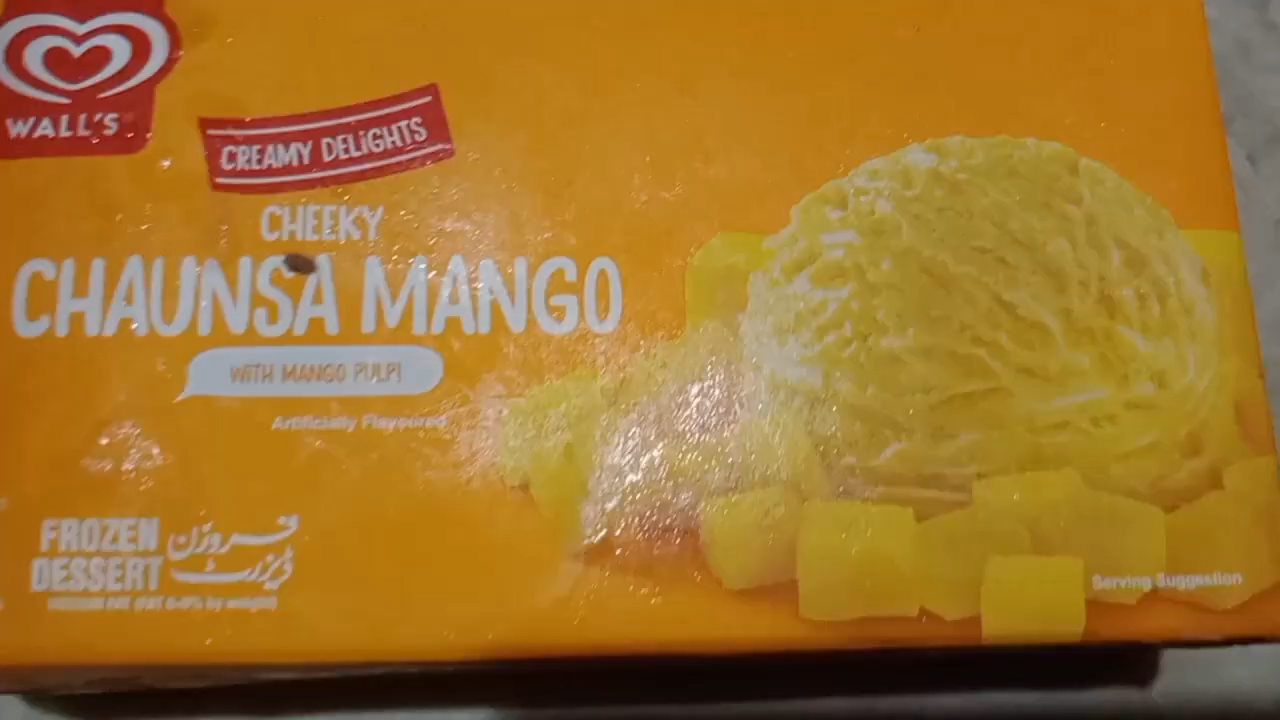 WALL'S
CREAMY DELiGHTS
CHEEKY
CHAUNSA MANGO
WITH MANGO PULP!
Artificially Flavoured
FROZEN
DESSERT
فروزن
ڈیزرٹ
Serving Suggestion